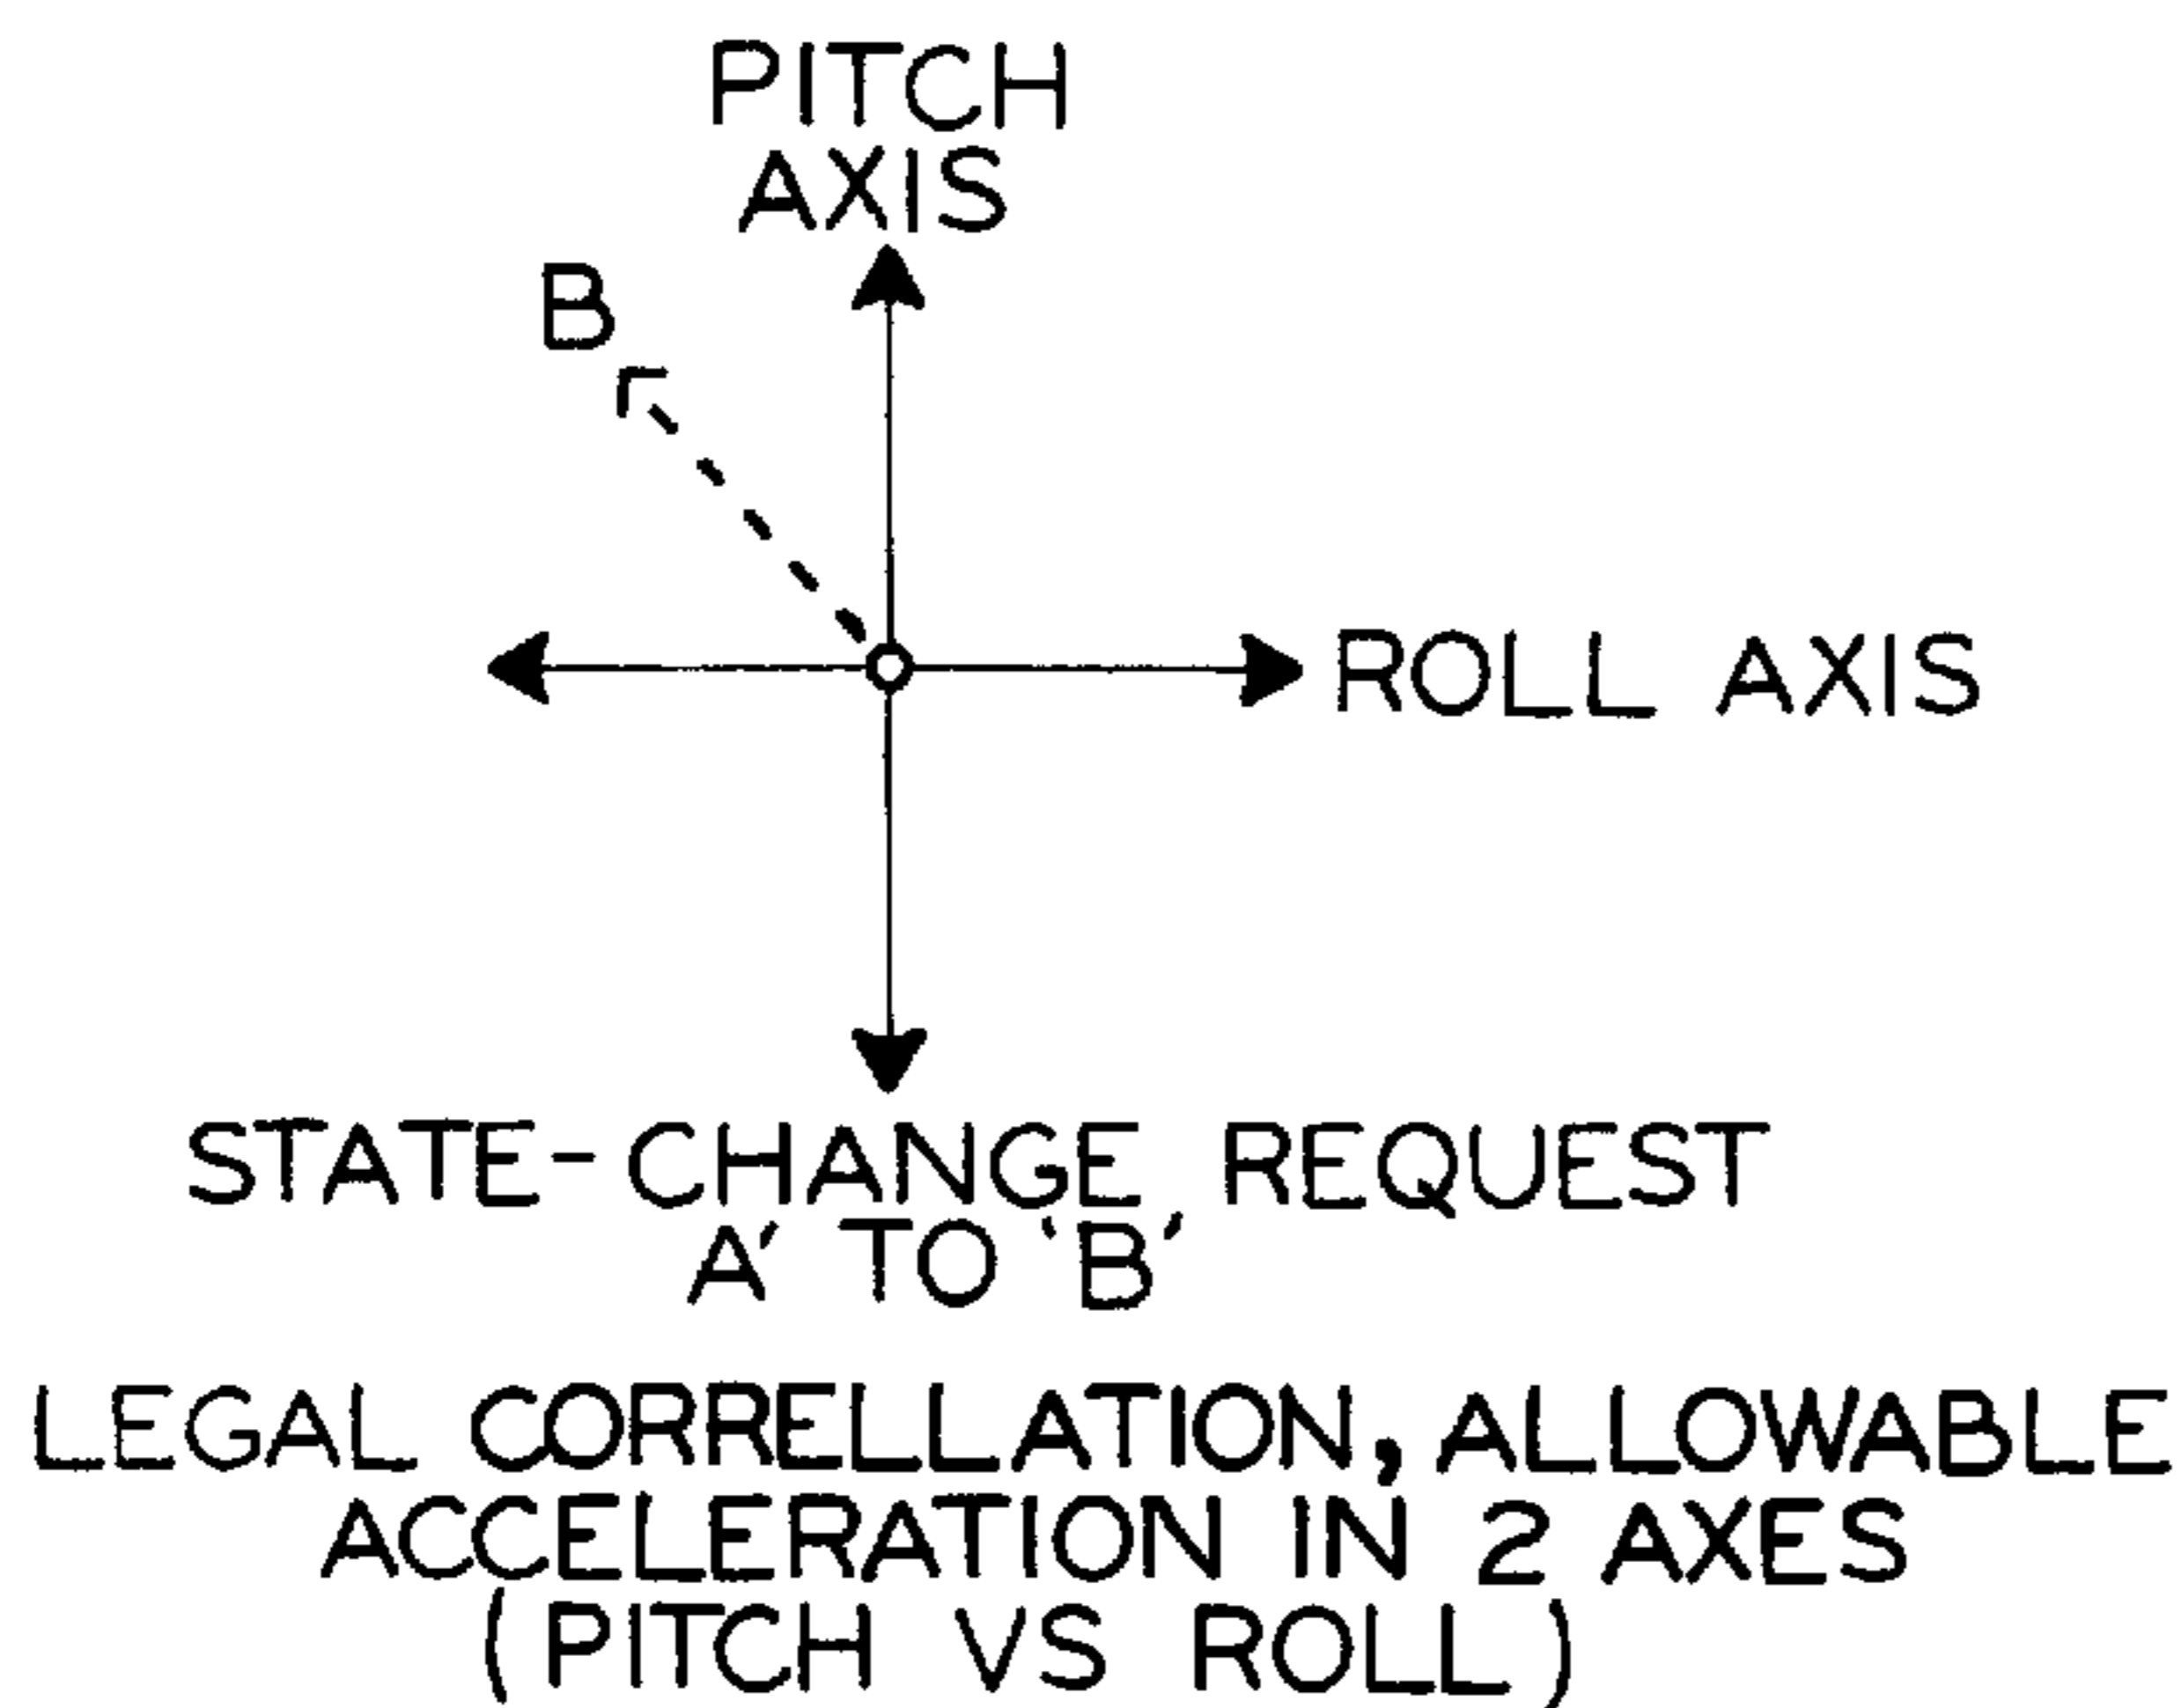 PITCH
AXIS
B
ROLL AXIS
STATE-CHANGE REQUEST
A' TO 'B'
LEGAL CORRELLATION, ALLOWABLE
ACCELERATION IN 2 AXES
(PITCH VS ROLL)